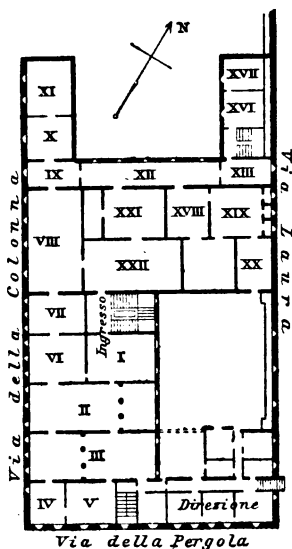 N
XI
XVII
X
XVI
IX
XII
XIII
XXI
XVIII
XIX
VIII
XXII
XX
VII
VI
I
Ingresso
II
III
IV
V
Direzione
Via della Colonna
Via Laura
Via della Pergola